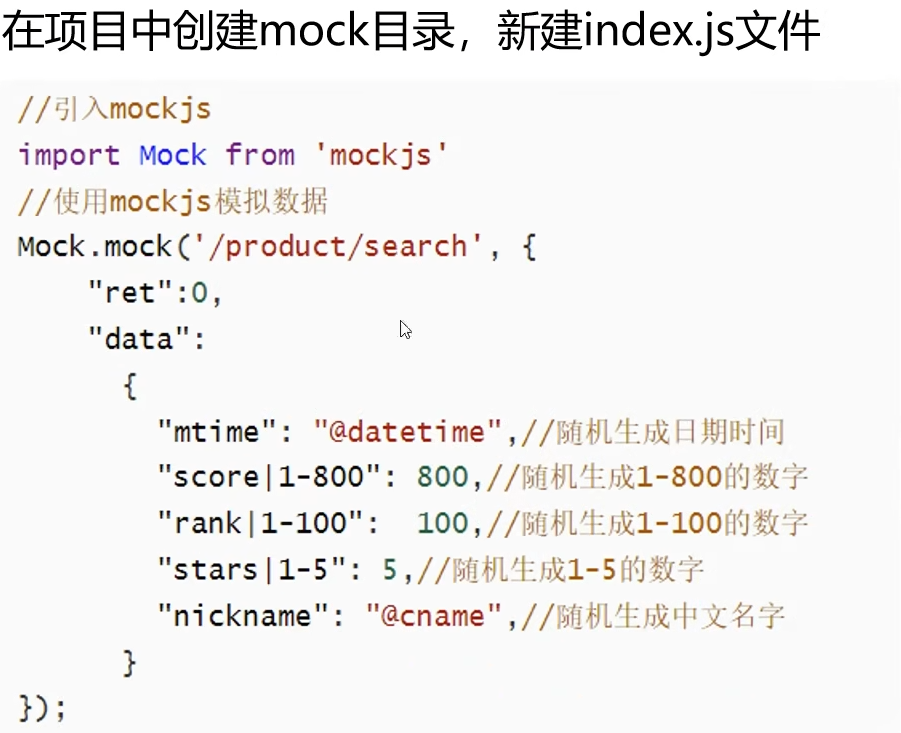 在项目中创建mock目录，新建index.js文件
//引入mockjs
import Mock from 'mockjs'
//使用mockjs模拟数据
Mock.mock('/product/search', {
    "ret":0,
    "data":
      {
        "mtime": "@datetime",//随机生成日期时间
        "score|1-800": 800,//随机生成1-800的数字
        "rank|1-100":  100,//随机生成1-100的数字
        "stars|1-5": 5,//随机生成1-5的数字
        "nickname": "@cname",//随机生成中文名字
      }
});